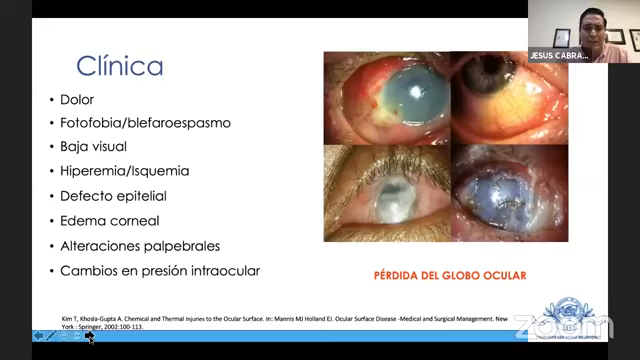 Clínica
• Dolor
• Fotofobia/blefaroespasmo
• Baja visual
• Hiperemia/Isquemia
• Defecto epitelial
• Edema corneal
• Alteraciones palpebrales
• Cambios en presión intraocular
PÉRDIDA DEL GLOBO OCULAR
Kim T, Khosla-Gupta A. Chemical and Thermal Injuries to the Ocular Surface. In: Mannis MJ Holland EJ. Ocular Surface Disease -Medical and Surgical Management. New
York : Springer, 2002:100-113.
JESUS CABRA...
zoom